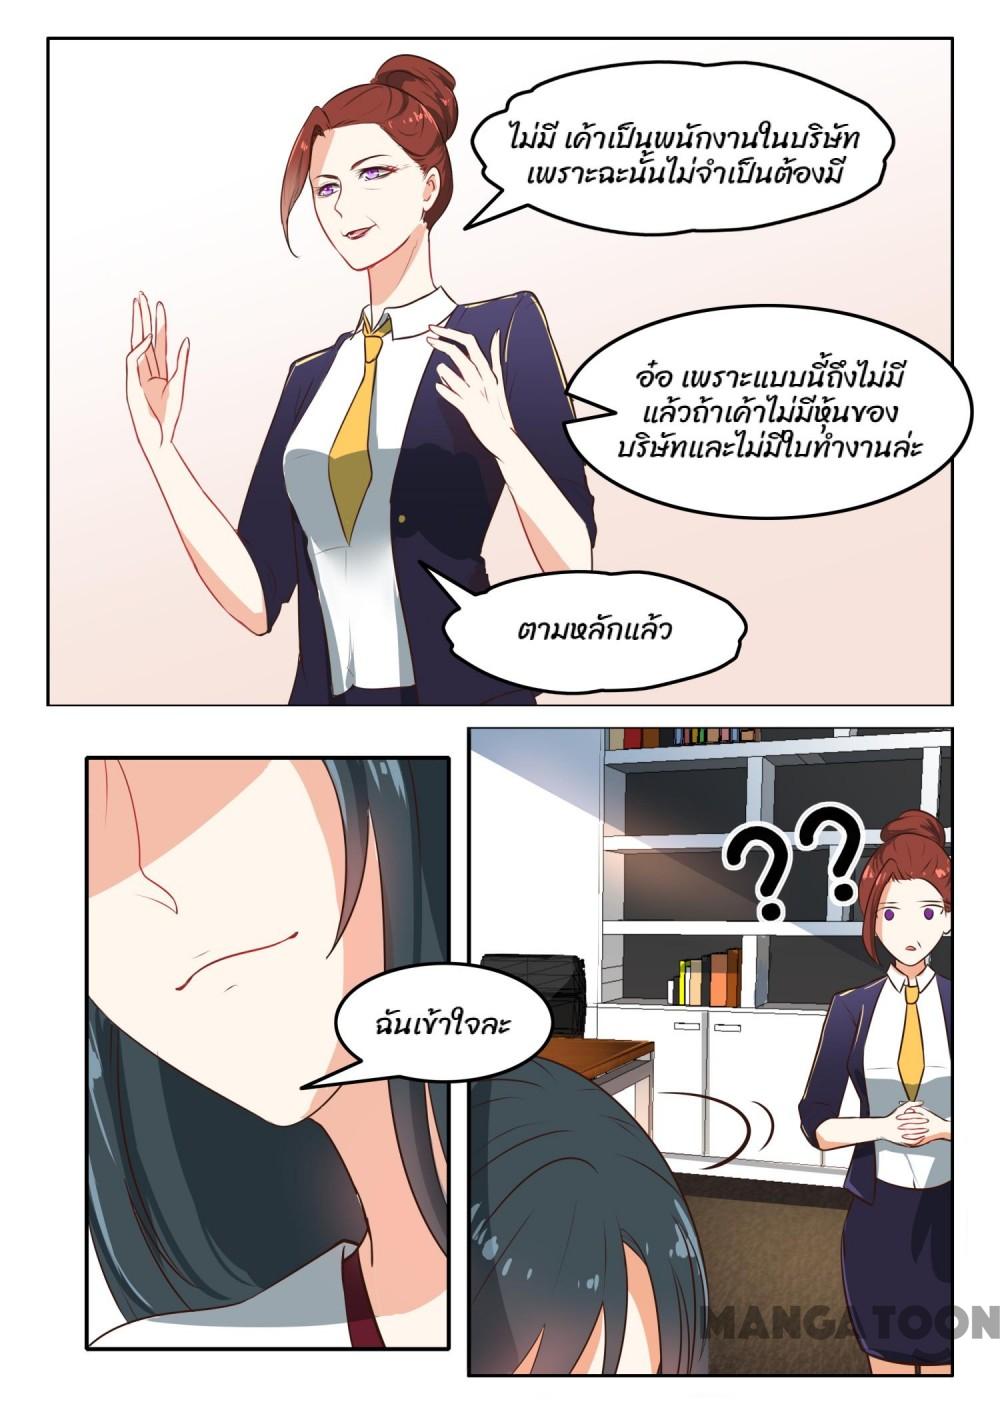 ไม่มี เค้าเป็นพนักงานในบริษัท
เพราะฉะนั้นไม่จำเป็นต้องมี
อ๋อ เพราะแบบนี้ถึงไม่มี
แล้วถ้าเค้าไม่มีหุ้นของ
บริษัทและไม่มีใบทำงานล่ะ
ตามหลักแล้ว
??
ฉันเข้าใจละ
MANGA TOON